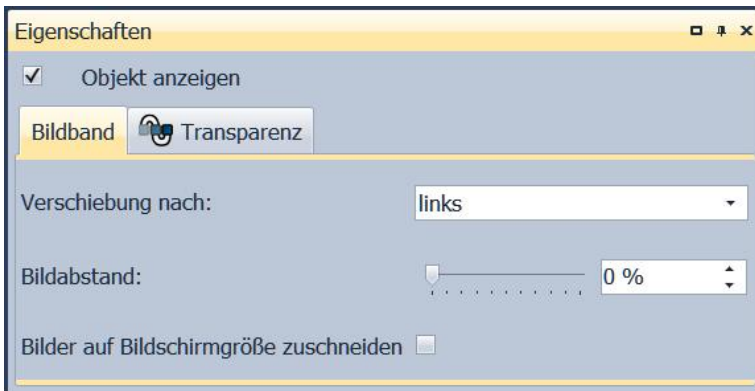 Eigenschaften
Objekt anzeigen
Bildband Transparenz
Verschiebung nach: links
Bildabstand: 0 %
Bilder auf Bildschirmgröße zuschneiden